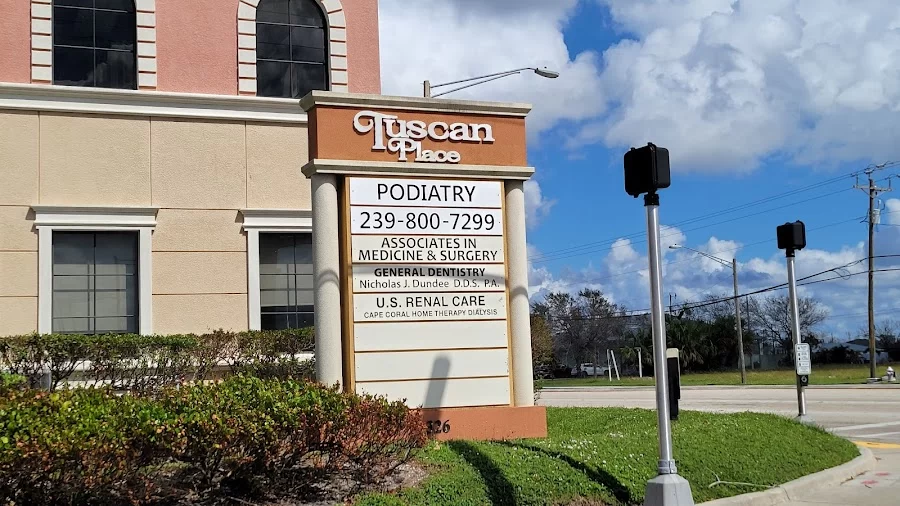 Tuscan
Place
PODIATRY
239-800-7299
ASSOCIATES IN
MEDICINE & SURGERY
GENERAL DENTISTRY
Nicholas J. Dundee D.D.S. P.A.
U.S. RENAL CARE
CAPE CORAL HOME THERAPY DIALYSIS